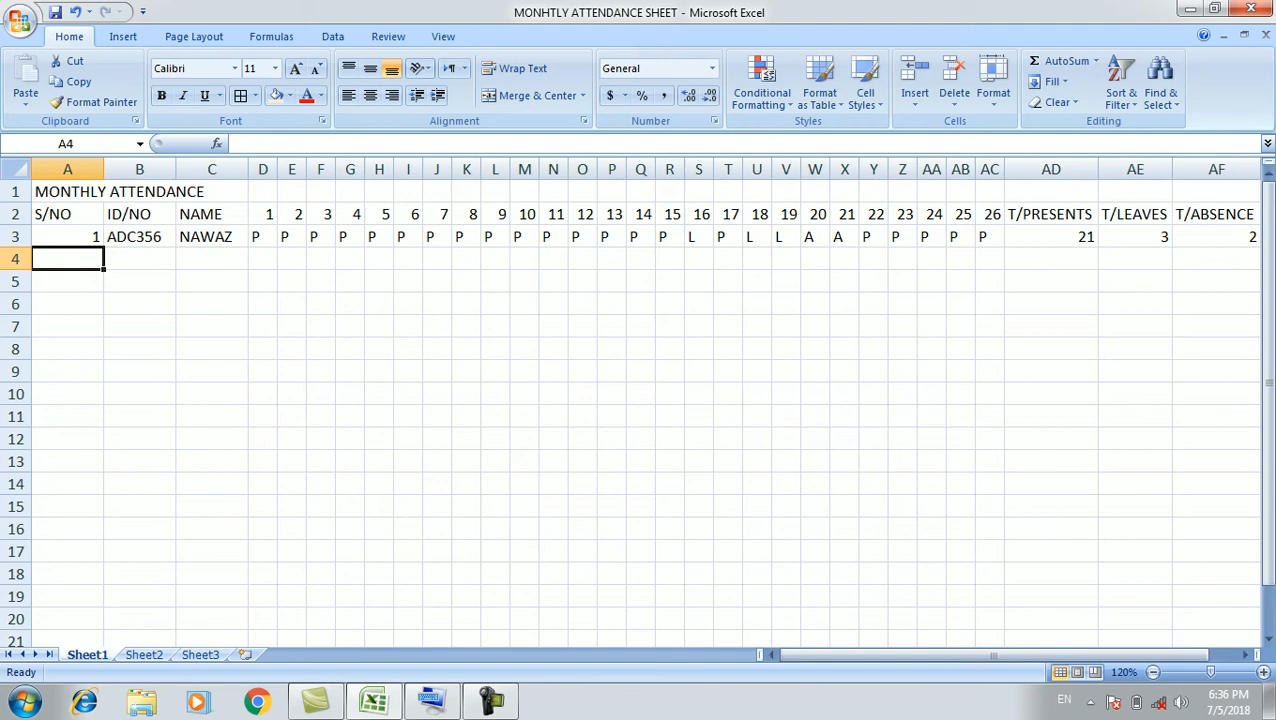 MONHTLY ATTENDANCE SHEET - Microsoft Excel
Home Insert Page Layout Formulas Data Review View
Paste
Cut
Copy
Format Painter
Clipboard
Calibri 11
B I U A
Font
Wrap Text
Merge & Center
Alignment
General
$ % ,
Number
Conditional Formatting
Format as Table
Cell Styles
Styles
Insert Delete Format
Cells
Σ AutoSum
Fill
Clear
Sort & Filter
Find & Select
Editing
A4 fx
A B C D E F G H I J K L M N O P Q R S T U V W X Y Z AA AB AC AD AE AF
1 MONTHLY ATTENDANCE
2 S/NO ID/NO NAME 1 2 3 4 5 6 7 8 9 10 11 12 13 14 15 16 17 18 19 20 21 22 23 24 25 26 T/PRESENTS T/LEAVES T/ABSENCE
3 1 ADC356 NAWAZ P P P P P P P P P P P P P P P L P L L A A P P P P P 21 3 2
4
5
6
7
8
9
10
11
12
13
14
15
16
17
18
19
20
21
Sheet1 Sheet2 Sheet3
Ready 120%
EN 6:36 PM
7/5/2018